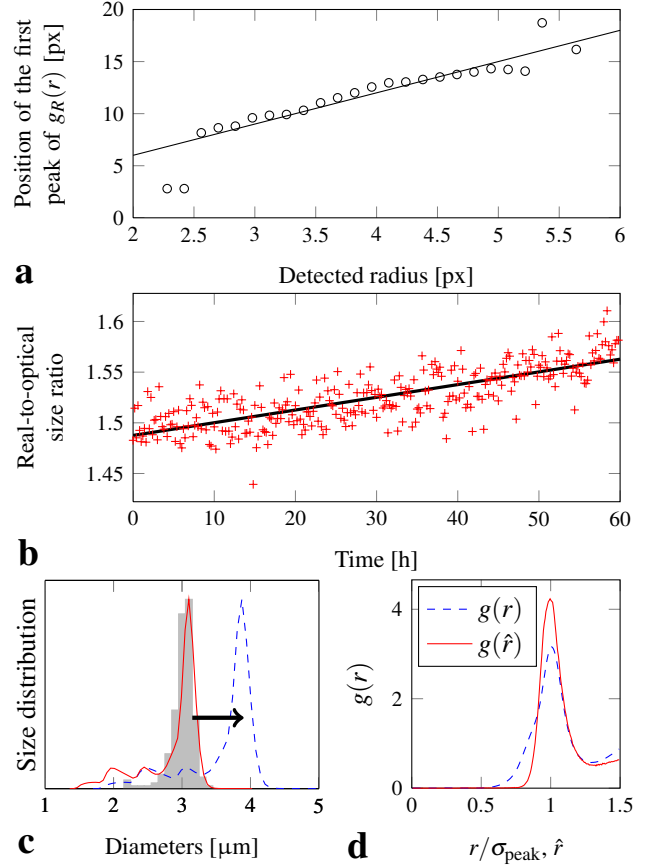 Position of the first
peak of g_R(r) [px]
20
15
10
5
0
2 2.5 3 3.5 4 4.5 5 5.5 6
a Detected radius [px]
Real-to-optical
size ratio
1.6
1.55
1.5
1.45
0 10 20 30 40 50 60
b Time [h]
Size distribution
1 2 3 4 5
c Diameters [μm]
g(r)
4
2
0
g(r)
g(r̂)
0 0.5 1 1.5
d r/σ_peak, r̂